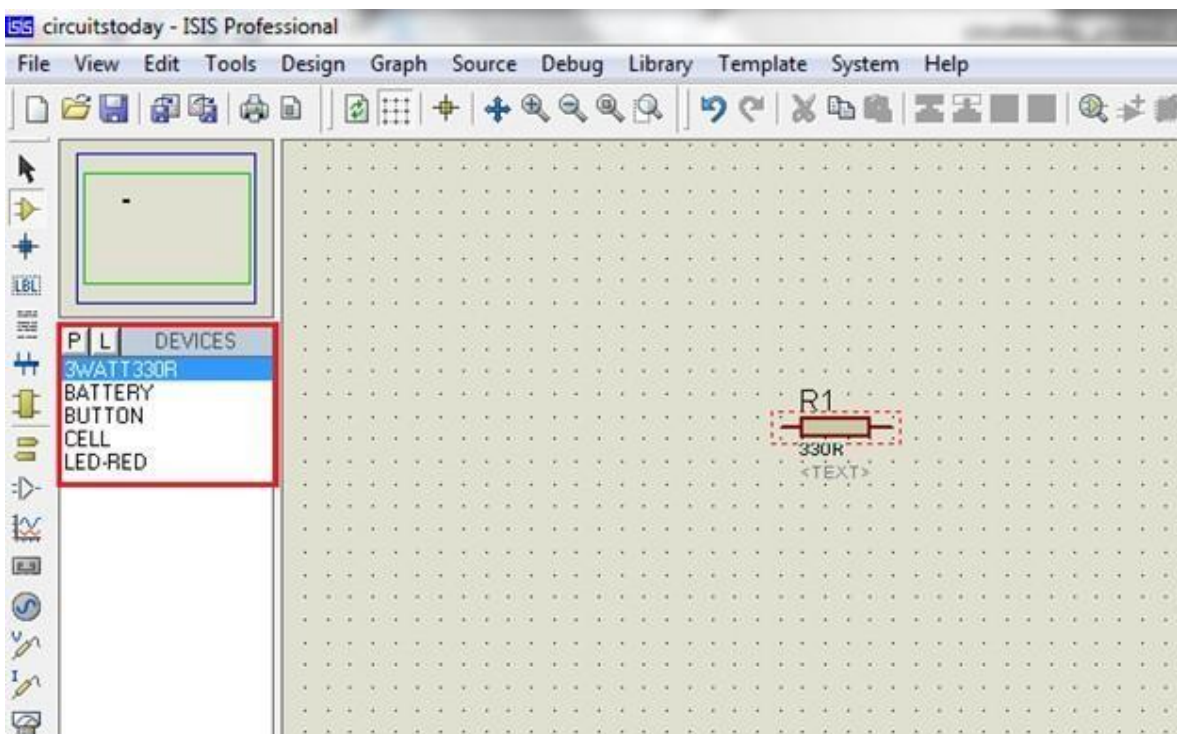 ISIS circuitstoday - ISIS Professional
File View Edit Tools Design Graph Source Debug Library Template System Help
LBL
P L DEVICES
3WATT330R
BATTERY
BUTTON
CELL
LED-RED
R1
330R
<TEXT>
V
I